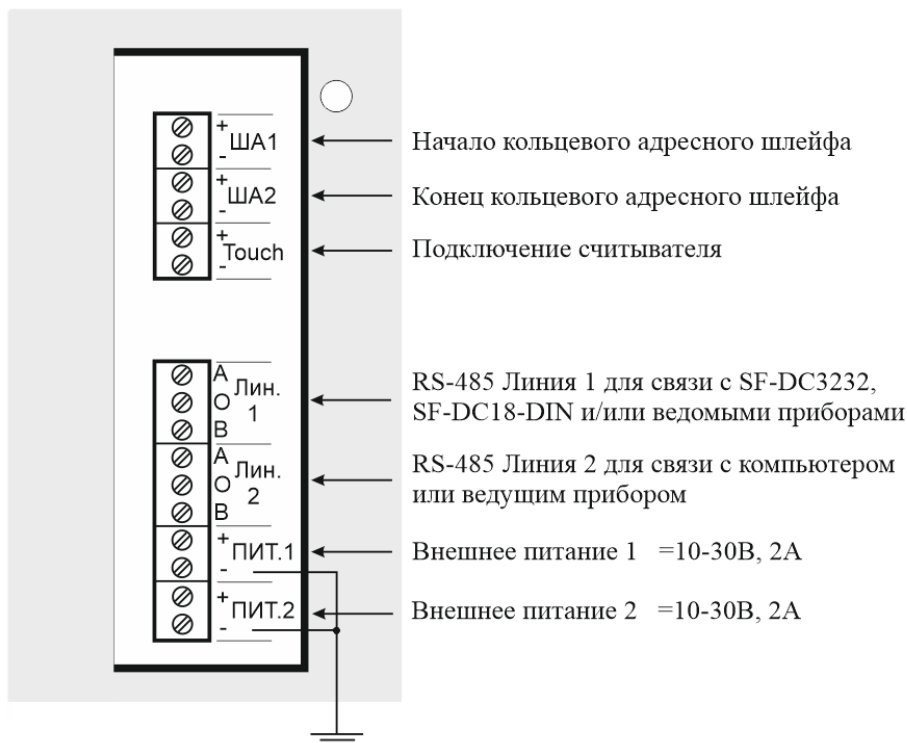 +
ША1
-
Начало кольцевого адресного шлейфа
+
ША2
-
Конец кольцевого адресного шлейфа
+
Touch
-
Подключение считывателя
A
O
B
Лин.
1
RS-485 Линия 1 для связи с SF-DC3232,
SF-DC18-DIN и/или ведомыми приборами
A
O
B
Лин.
2
RS-485 Линия 2 для связи с компьютером
или ведущим прибором
+
ПИТ.1
-
Внешнее питание 1 =10-30В, 2А
+
ПИТ.2
-
Внешнее питание 2 =10-30В, 2А